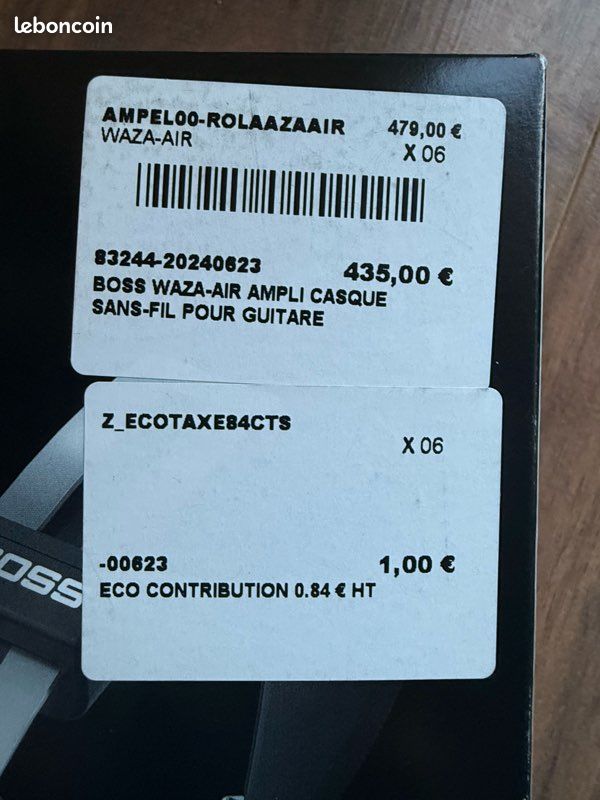 leboncoin
AMPEL00-ROLAAZAAIR 479,00 €
WAZA-AIR X 06
83244-20240623 435,00 €
BOSS WAZA-AIR AMPLI CASQUE
SANS-FIL POUR GUITARE
Z_ECOTAXE84CTS
X 06
-00623 1,00 €
ECO CONTRIBUTION 0.84 € HT
OSS